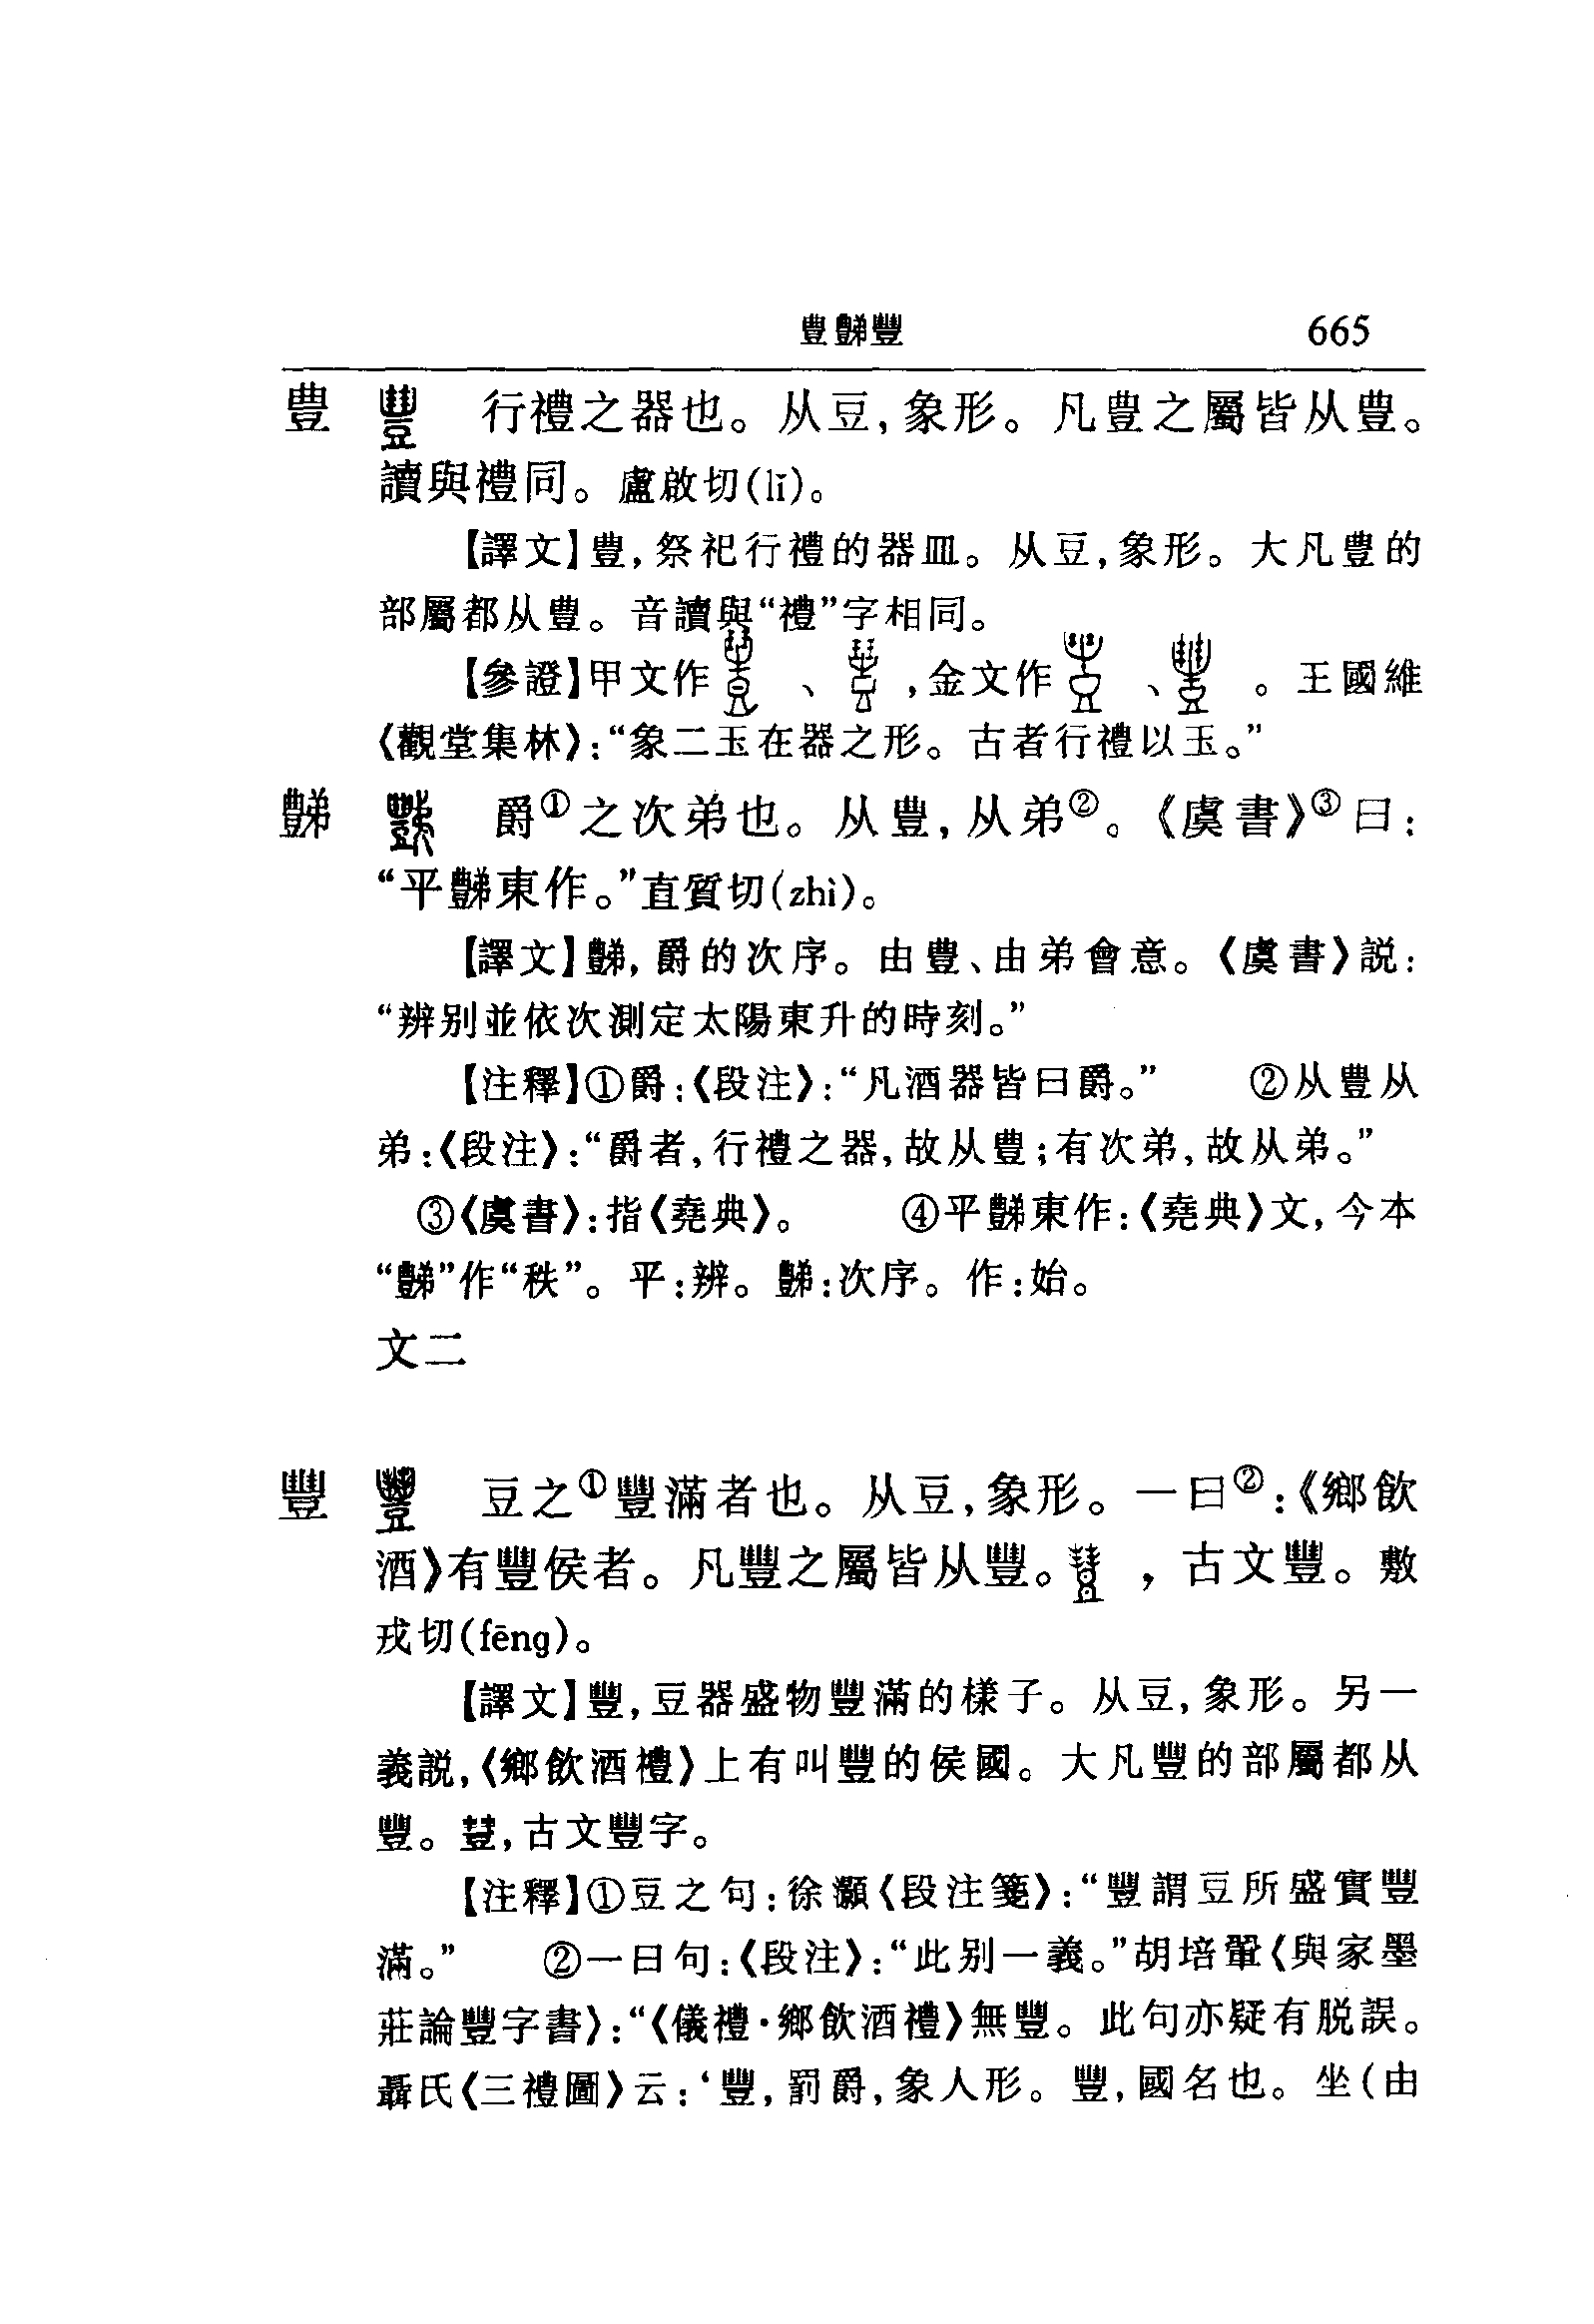 豊豑豐 665
豊 行禮之器也。从豆,象形。凡豊之屬皆从豊。
讀與禮同。盧啟切(lǐ)。
【譯文】豊,祭祀行禮的器皿。从豆,象形。大凡豊的
部屬都从豊。音讀與“禮”字相同。
【參證】甲文作 、 ,金文作 、 。王國維
《觀堂集林》:“象二玉在器之形。古者行禮以玉。”
豑 爵①之次弟也。从豊,从弟②。《虞書》③曰:
“平豑東作。”直質切(zhì)。
【譯文】豑,爵的次序。由豊、由弟會意。《虞書》説:
“辨别並依次測定太陽東升的時刻。”
【注釋】①爵:《段注》:“凡酒器皆曰爵。” ②从豊从
弟:《段注》:“爵者,行禮之器,故从豊;有次弟,故从弟。”
③《虞書》:指《堯典》。 ④平豑東作:《堯典》文,今本
“豑”作“秩”。平:辨。豑:次序。作:始。
文二
豐 豆之①豐滿者也。从豆,象形。一曰②:《鄉飲
酒》有豐侯者。凡豐之屬皆从豐。 ,古文豐。敷
戎切(fēng)。
【譯文】豐,豆器盛物豐滿的樣子。从豆,象形。另一
義説,《鄉飲酒禮》上有叫豐的侯國。大凡豐的部屬都从
豐。 ,古文豐字。
【注釋】①豆之句:徐灝《段注箋》:“豐謂豆所盛實豐
滿。” ②一曰句:《段注》:“此别一義。”胡培翬《與家墨
莊論豐字書》:“《儀禮·鄉飲酒禮》無豐。此句亦疑有脱誤。
聶氏《三禮圖》云:‘豐,罰爵,象人形。豐,國名也。坐(由